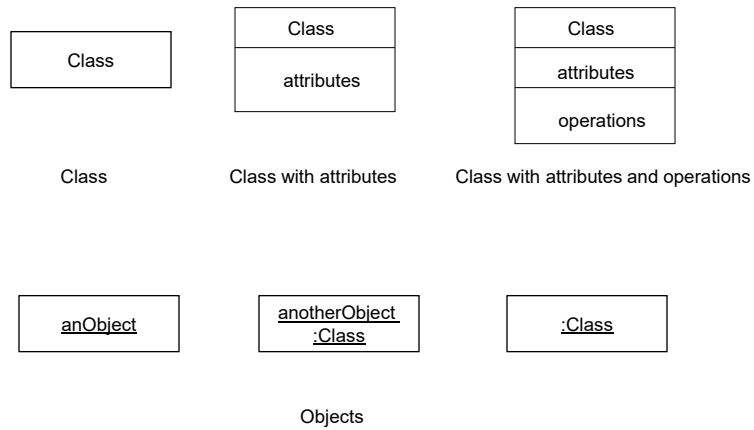 Class
Class
attributes
Class
attributes
operations
Class
Class with attributes
Class with attributes and operations
anObject
anotherObject
:Class
:Class
Objects